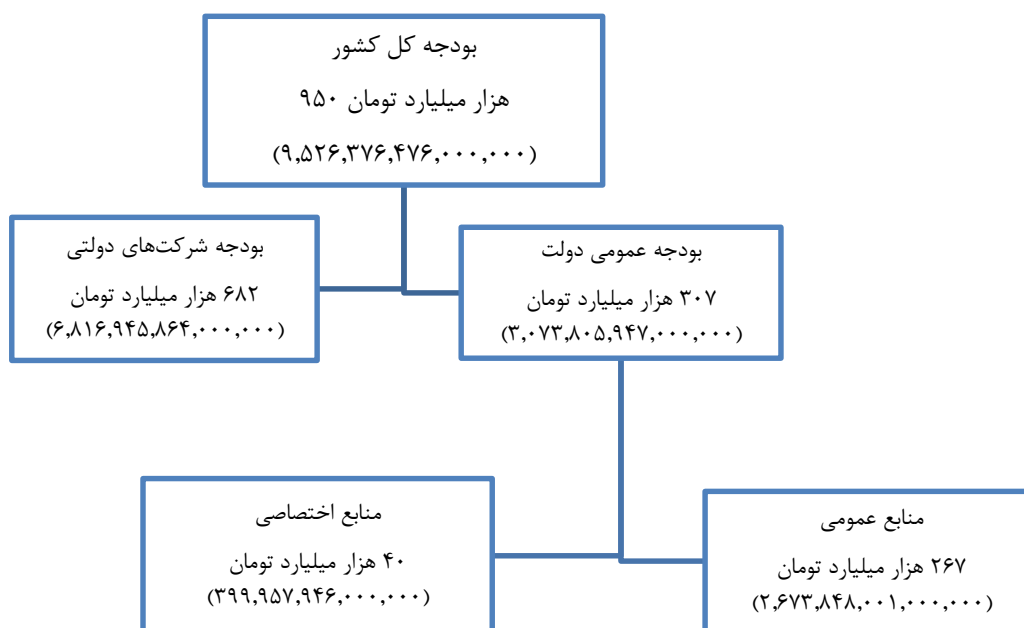 بودجه کل کشور
هزار میلیارد تومان ۹۵۰
(۹,۵۲۶,۳۷۶,۴۷۶,۰۰۰,۰۰۰)
بودجه عمومی دولت
۳۰۷ هزار میلیارد تومان
(۳,۰۷۳,۸۰۵,۹۴۷,۰۰۰,۰۰۰)
بودجه شرکت‌های دولتی
۶۸۲ هزار میلیارد تومان
(۶,۸۱۶,۹۴۵,۸۶۴,۰۰۰,۰۰۰)
منابع عمومی
۲۶۷ هزار میلیارد تومان
(۲,۶۷۳,۸۴۸,۰۰۱,۰۰۰,۰۰۰)
منابع اختصاصی
۴۰ هزار میلیارد تومان
(۳۹۹,۹۵۷,۹۴۶,۰۰۰,۰۰۰)